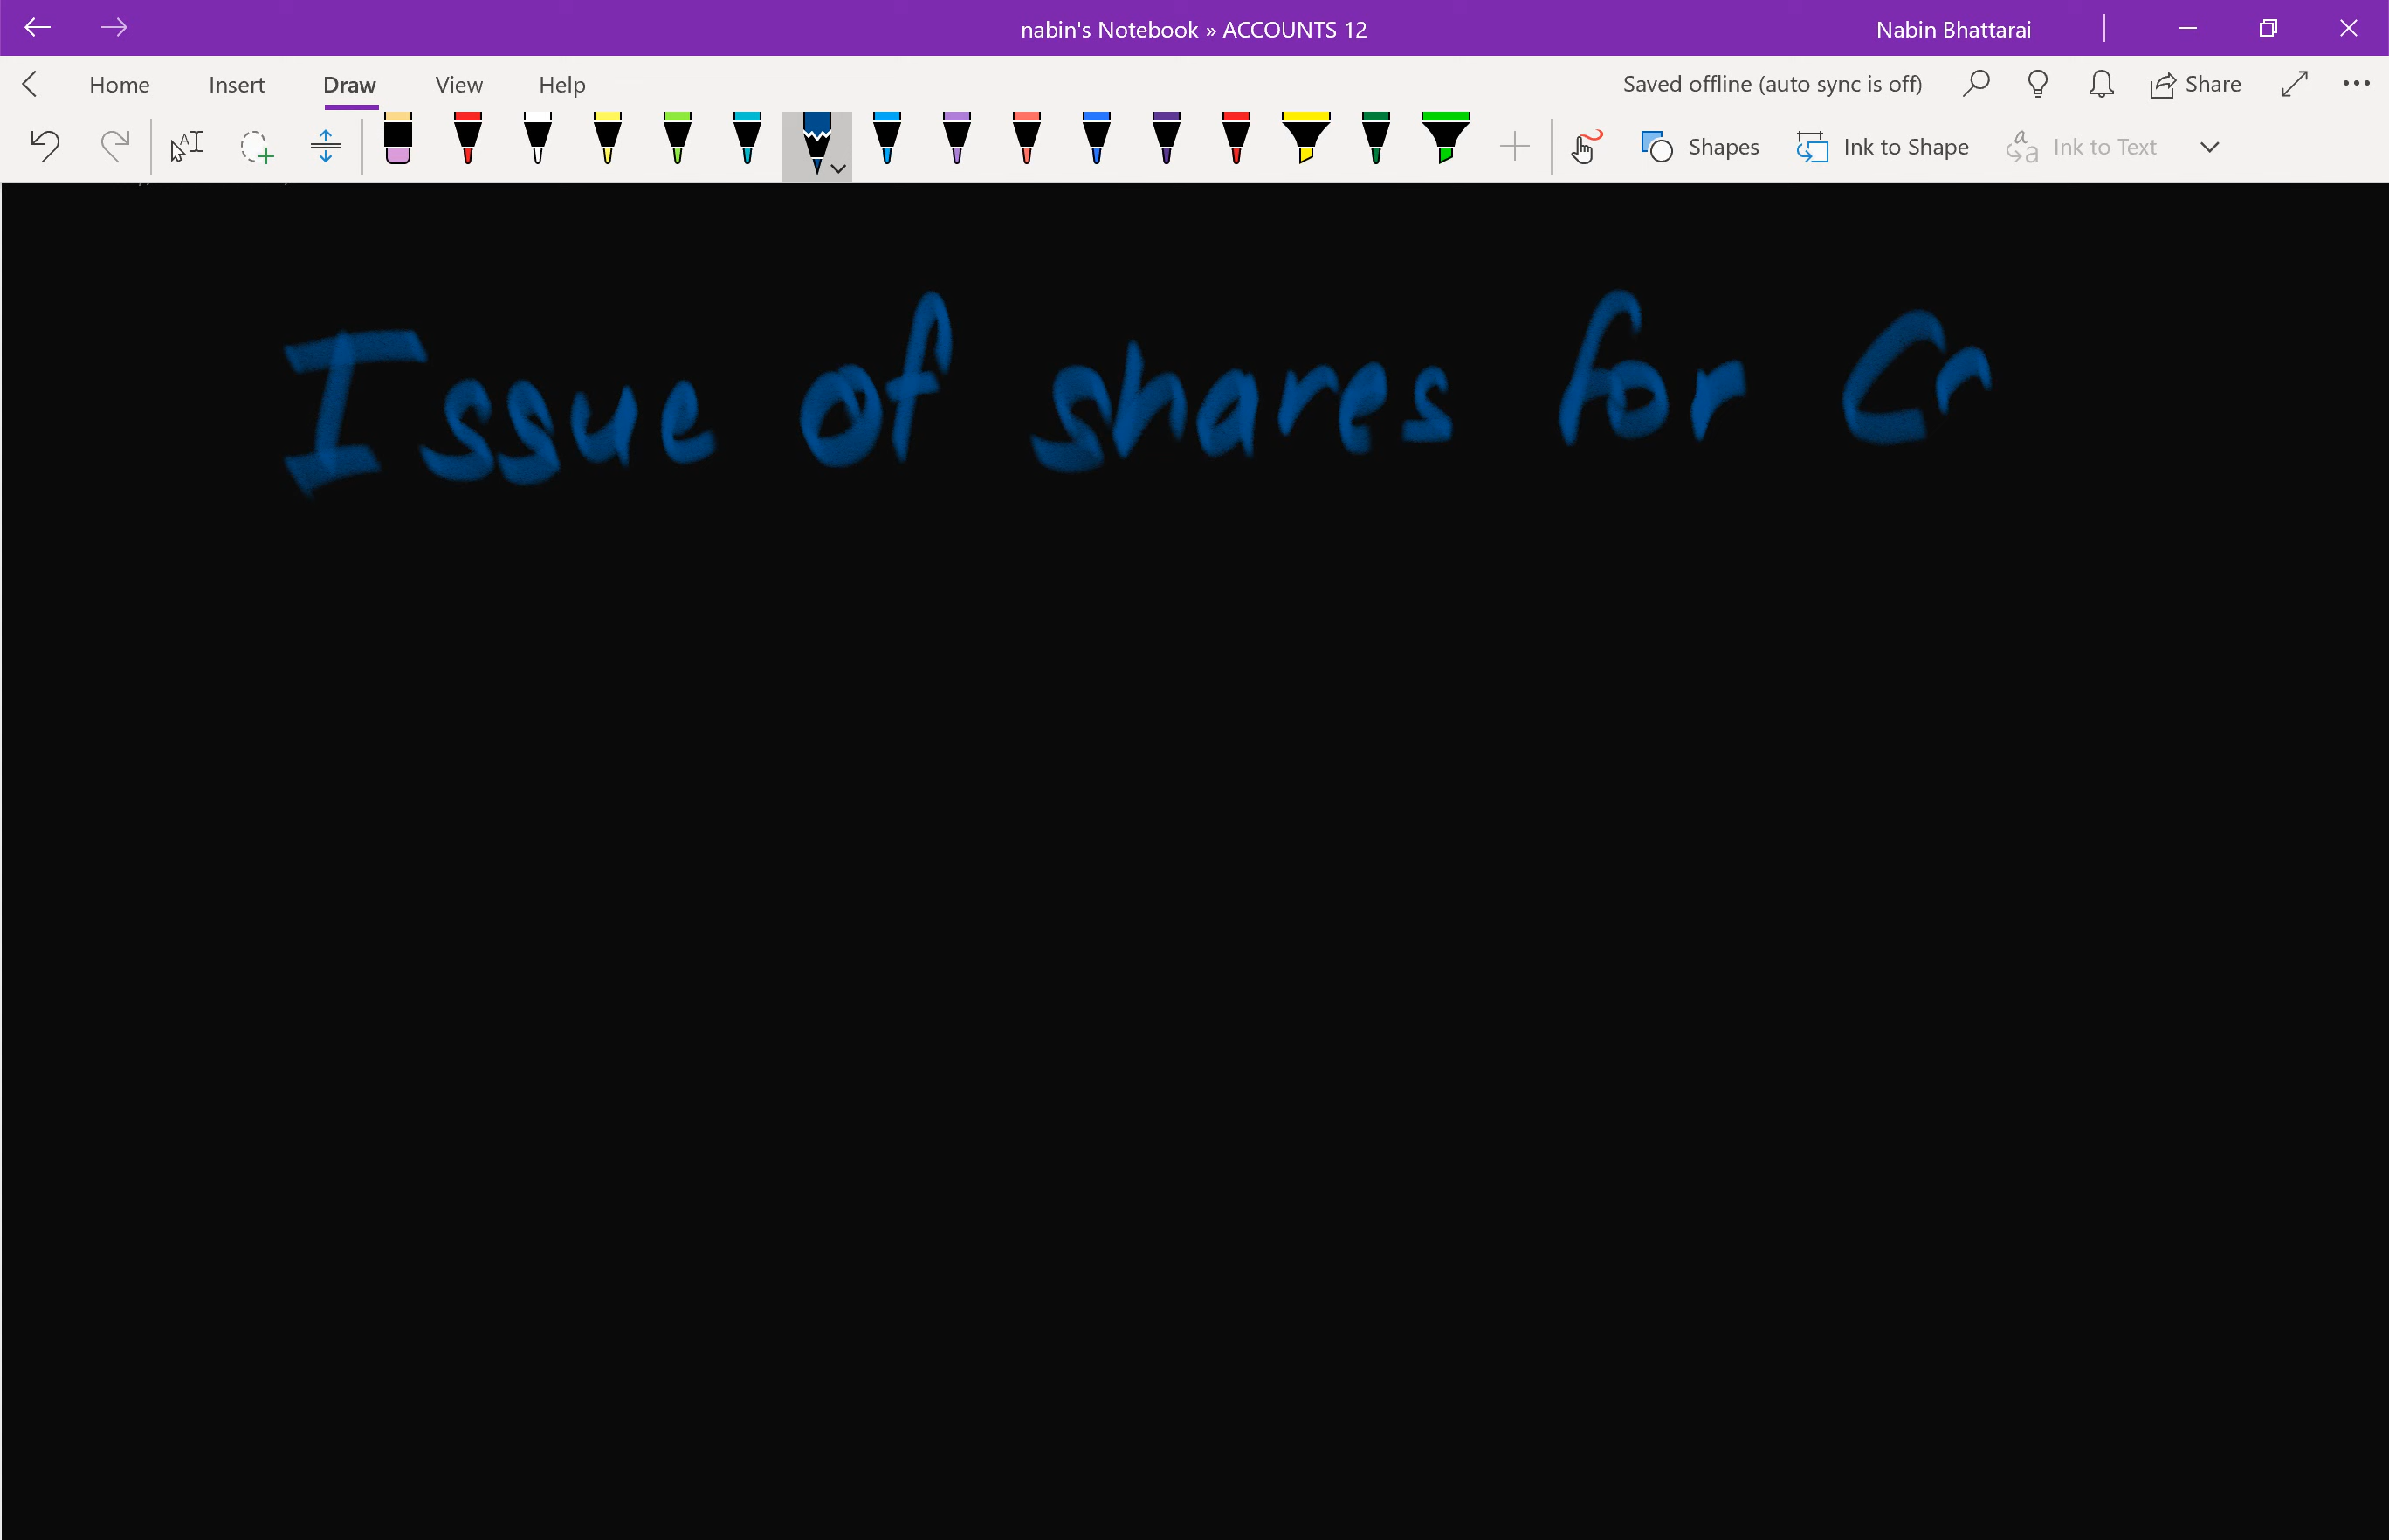 nabin's Notebook » ACCOUNTS 12
Nabin Bhattarai
Home Insert Draw View Help
Saved offline (auto sync is off)
Share
Shapes
Ink to Shape
Ink to Text
Issue of shares for Cr